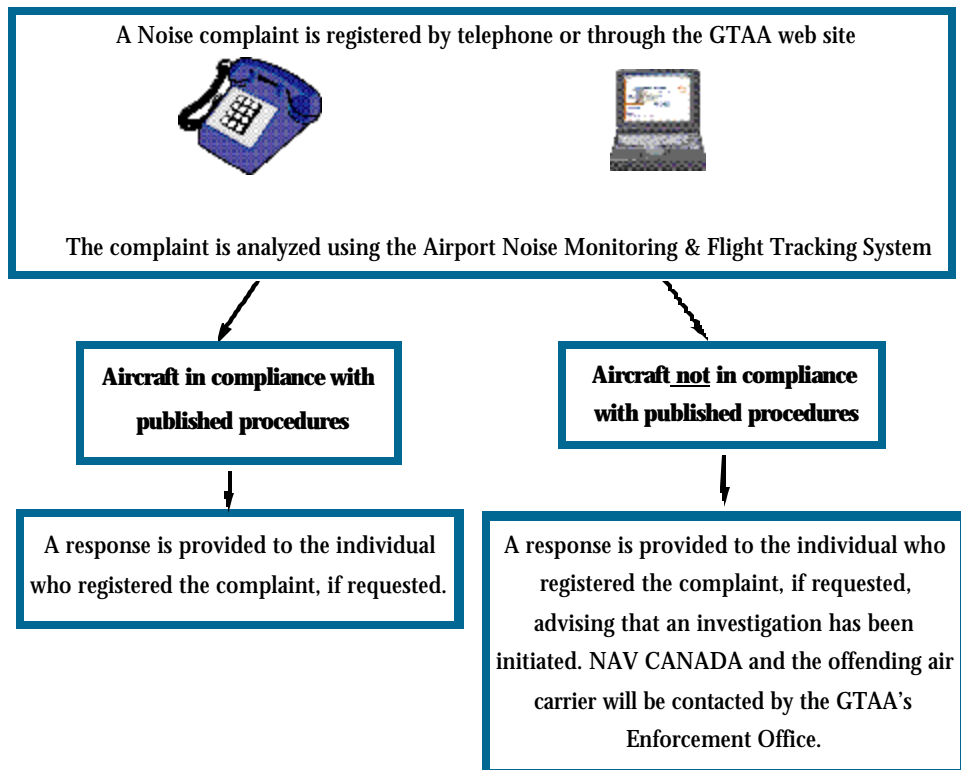 A Noise complaint is registered by telephone or through the GTAA web site
The complaint is analyzed using the Airport Noise Monitoring & Flight Tracking System
Aircraft in compliance with
published procedures
Aircraft not in compliance
with published procedures
A response is provided to the individual
who registered the complaint, if requested.
A response is provided to the individual who
registered the complaint, if requested,
advising that an investigation has been
initiated. NAV CANADA and the offending air
carrier will be contacted by the GTAA's
Enforcement Office.